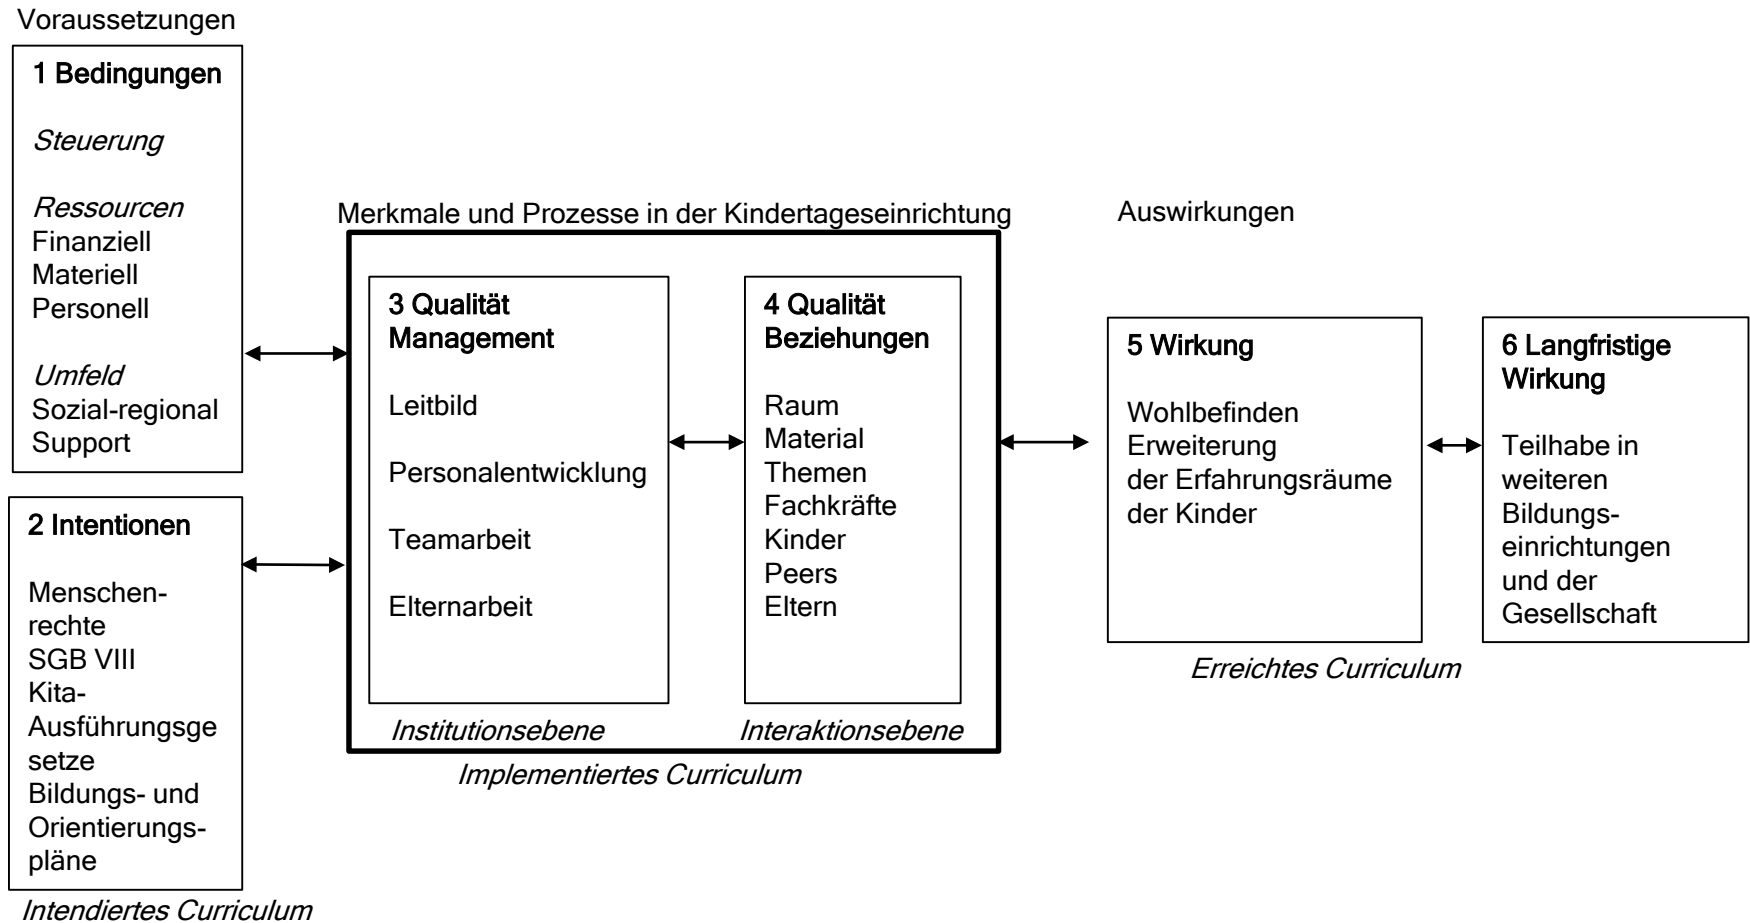 Voraussetzungen
1 Bedingungen
Steuerung
Ressourcen
Finanziell
Materiell
Personell
Umfeld
Sozial-regional
Support
2 Intentionen
Menschen-
rechte
SGB VIII
Kita-
Ausführungsge
setze
Bildungs- und
Orientierungs-
pläne
Intendiertes Curriculum
Merkmale und Prozesse in der Kindertageseinrichtung
3 Qualität
Management
Leitbild
Personalentwicklung
Teamarbeit
Elternarbeit
Institutionsebene
4 Qualität
Beziehungen
Raum
Material
Themen
Fachkräfte
Kinder
Peers
Eltern
Interaktionsebene
Implementiertes Curriculum
Auswirkungen
5 Wirkung
Wohlbefinden
Erweiterung
der Erfahrungsräume
der Kinder
6 Langfristige
Wirkung
Teilhabe in
weiteren
Bildungs-
einrichtungen
und der
Gesellschaft
Erreichtes Curriculum